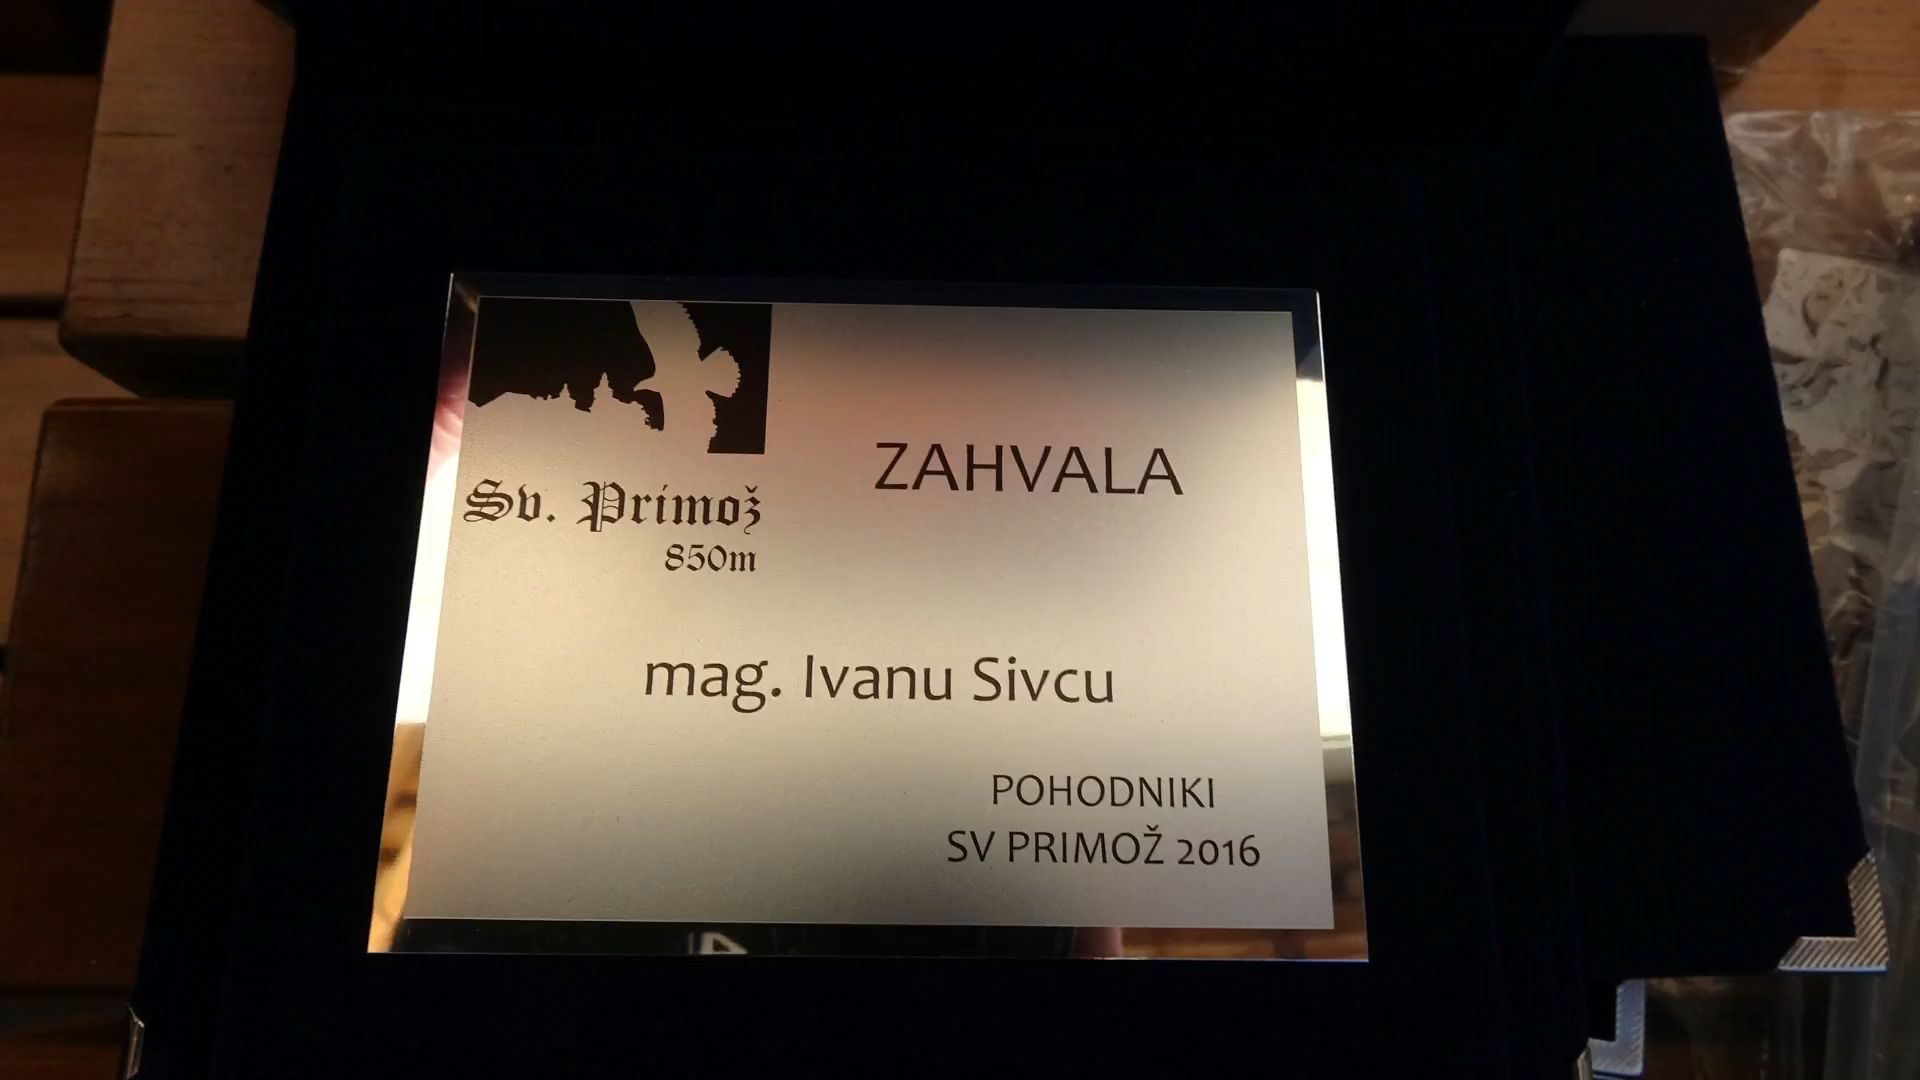 Sv. Primož
850m
ZAHVALA
mag. Ivanu Sivcu
POHODNIKI
SV PRIMOŽ 2016